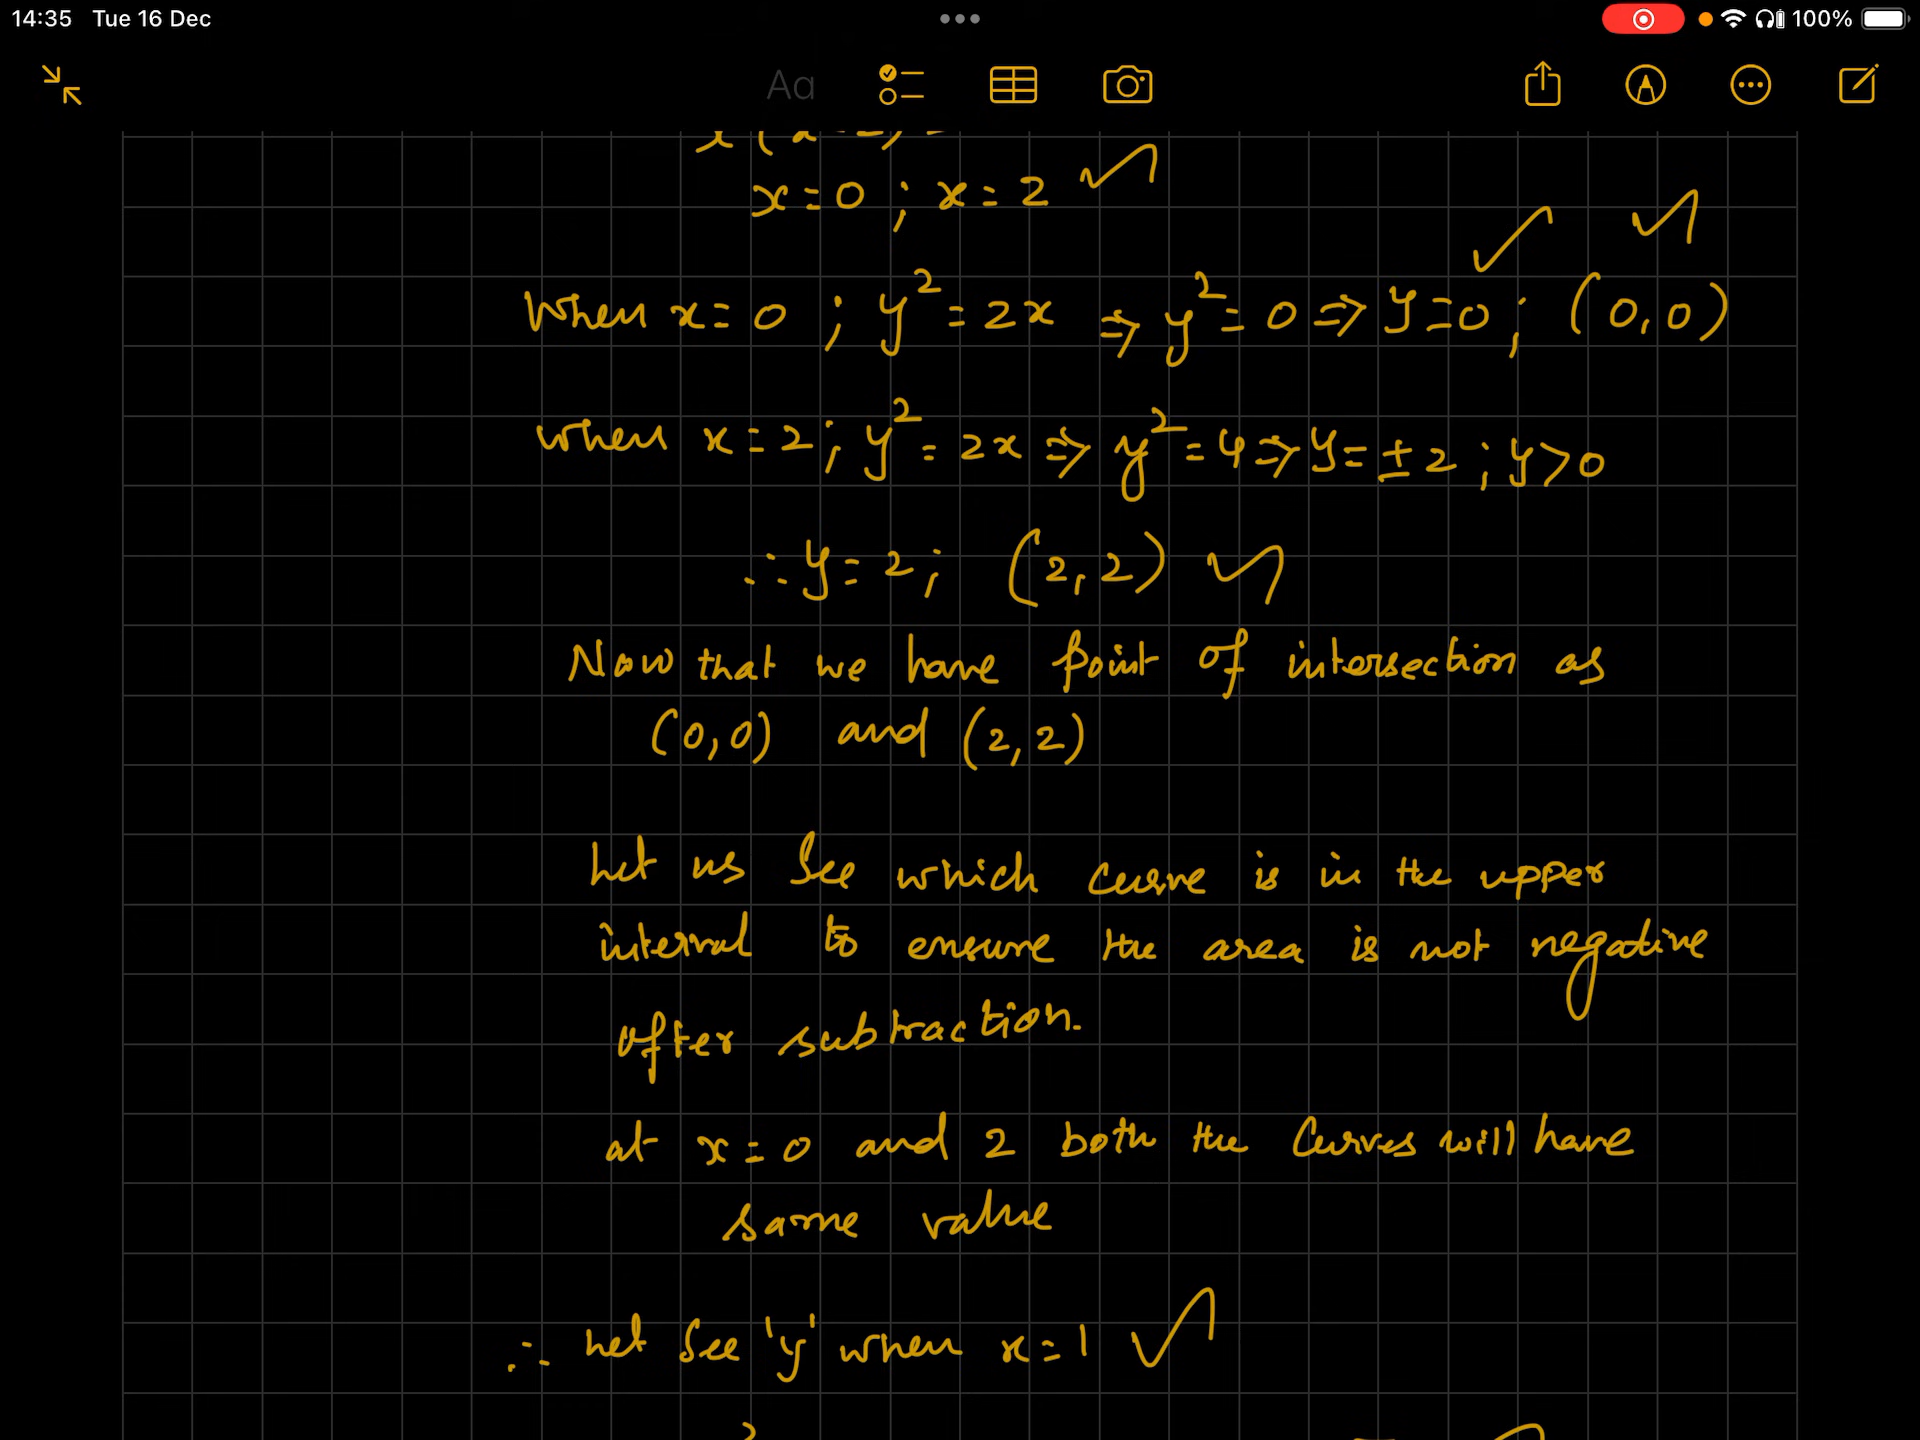 14:35 Tue 16 Dec
100%
Aa
x=0 ; x=2
When x=0 ; y²=2x ⇒ y²=0 ⇒ y=0; (0,0)
when x=2; y²=2x ⇒ y²=4 ⇒ y=±2 ; y>0
∴ y=2; (2,2)
Now that we have point of intersection as
(0,0) and (2,2)
Let us see which curve is in the upper
interval to ensure the area is not negative
after subtraction.
at x=0 and 2 both the curves will have
same value
∴ let see 'y' when x=1